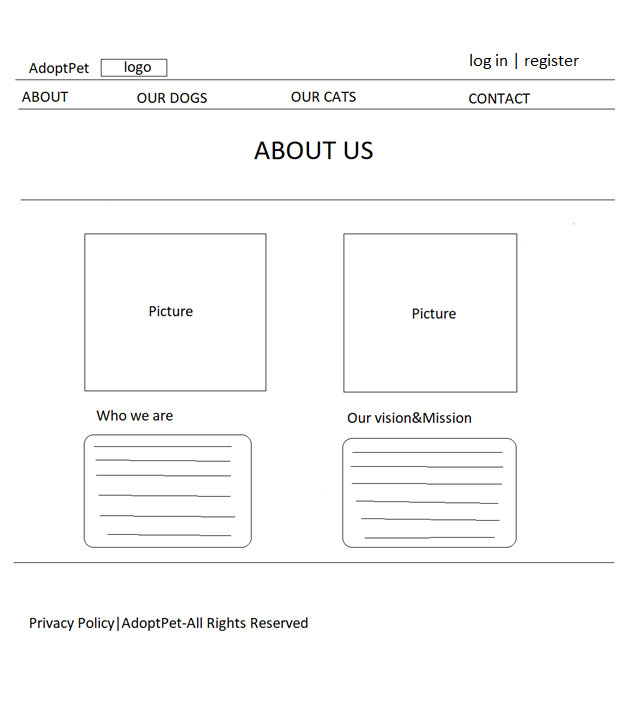 AdoptPet logo log in | register
ABOUT OUR DOGS OUR CATS CONTACT
ABOUT US
Picture Picture
Who we are Our vision&Mission
Privacy Policy|AdoptPet-All Rights Reserved